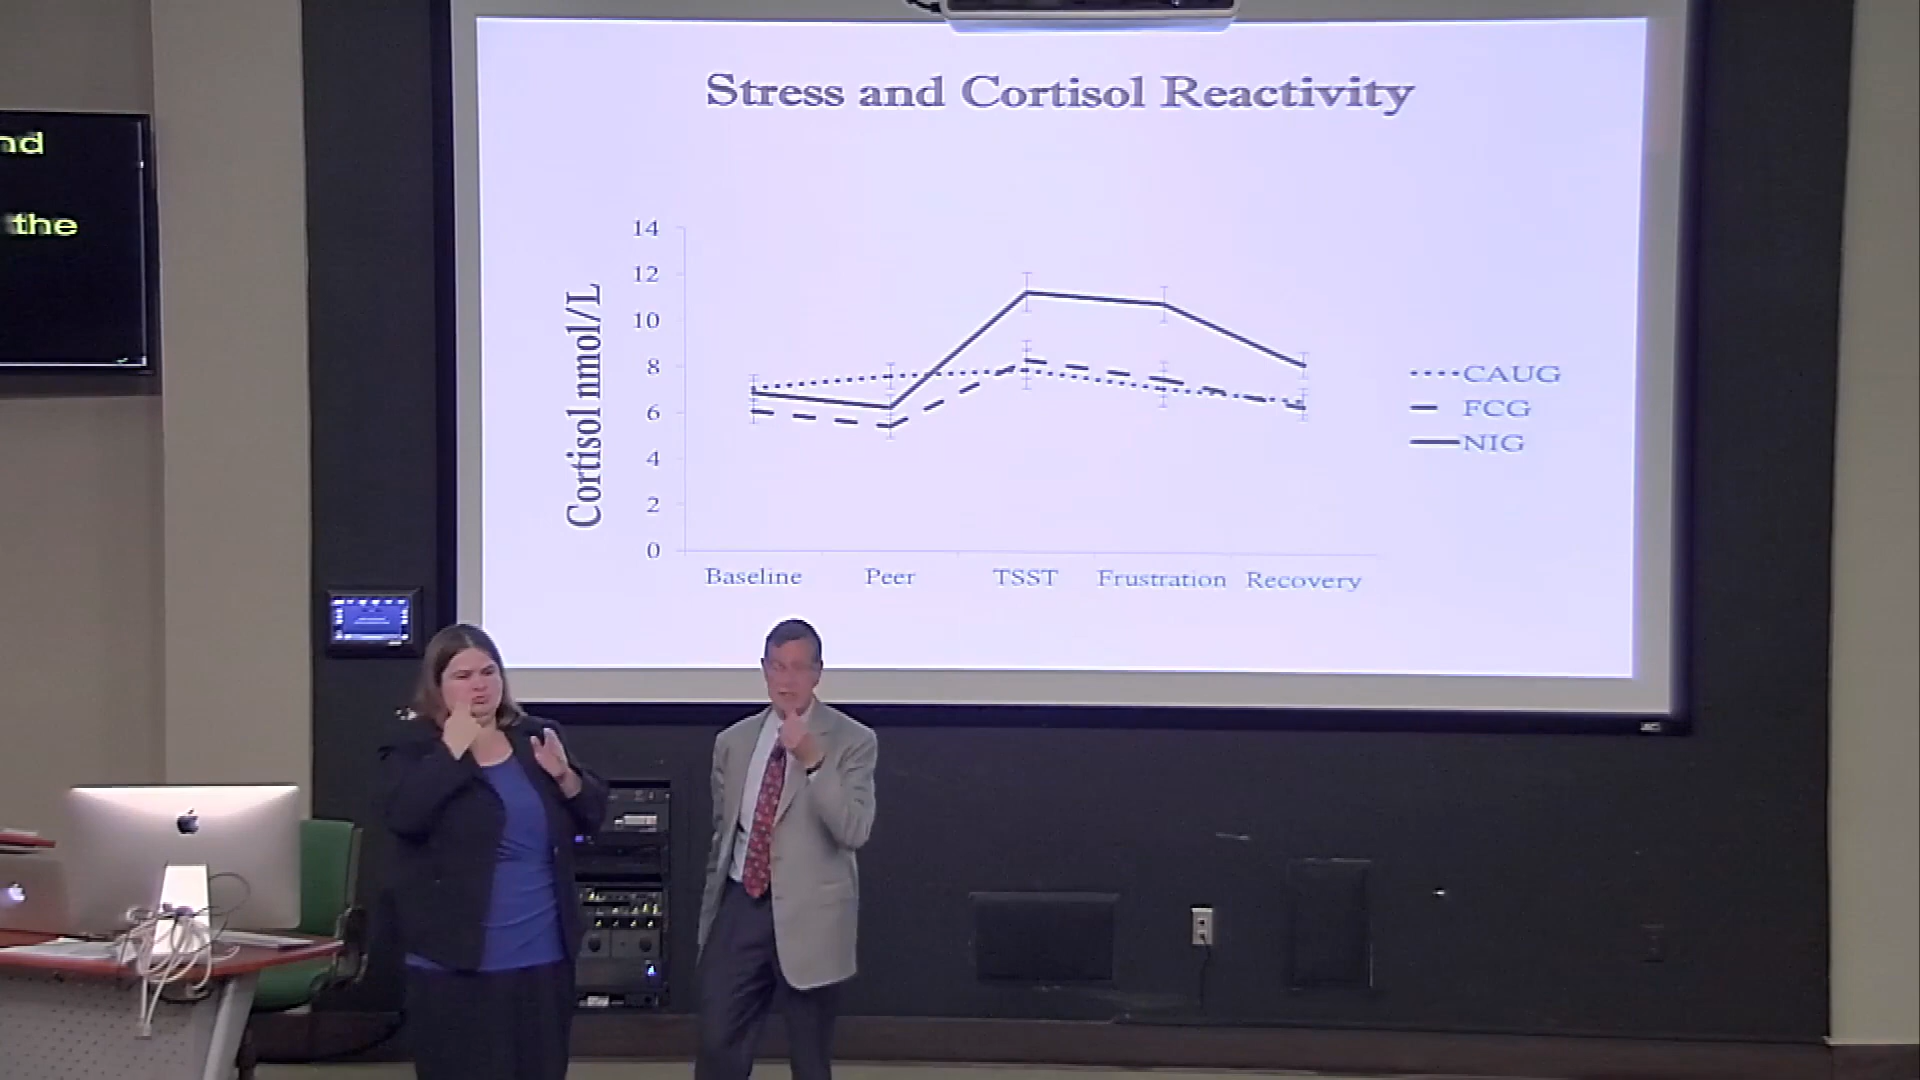 nd
the
Stress and Cortisol Reactivity
Cortisol nmol/L
14
12
10
8
6
4
2
0
Baseline Peer TSST Frustration Recovery
CAUG
FCG
NIG